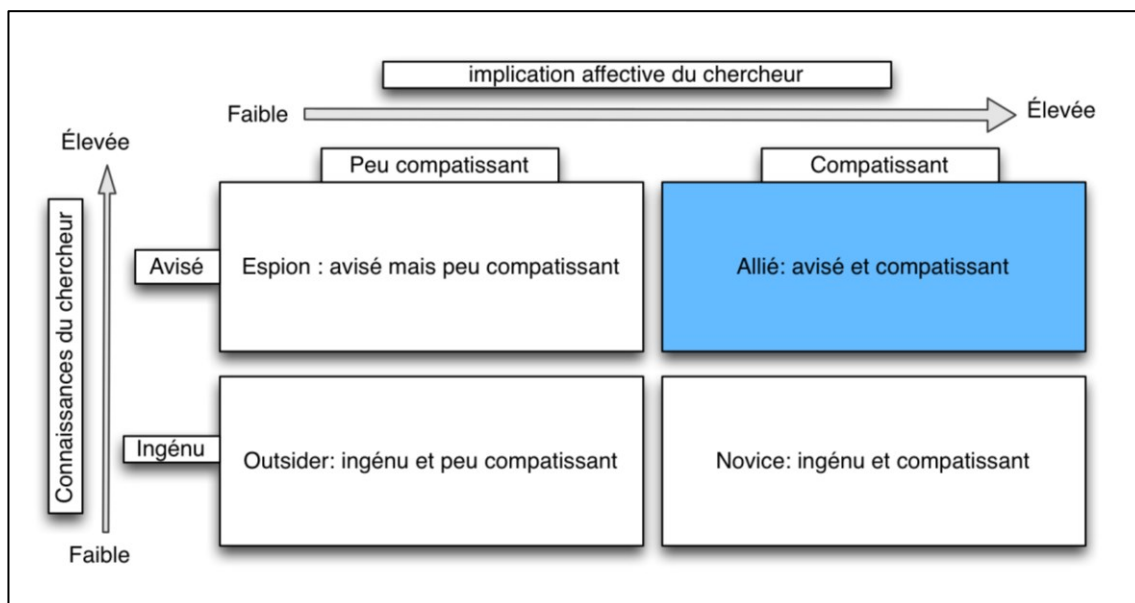 implication affective du chercheur
Faible
Élevée
Élevée
Peu compatissant
Compatissant
Connaissances du chercheur
Avisé
Espion : avisé mais peu compatissant
Allié: avisé et compatissant
Ingénu
Outsider: ingénu et peu compatissant
Novice: ingénu et compatissant
Faible